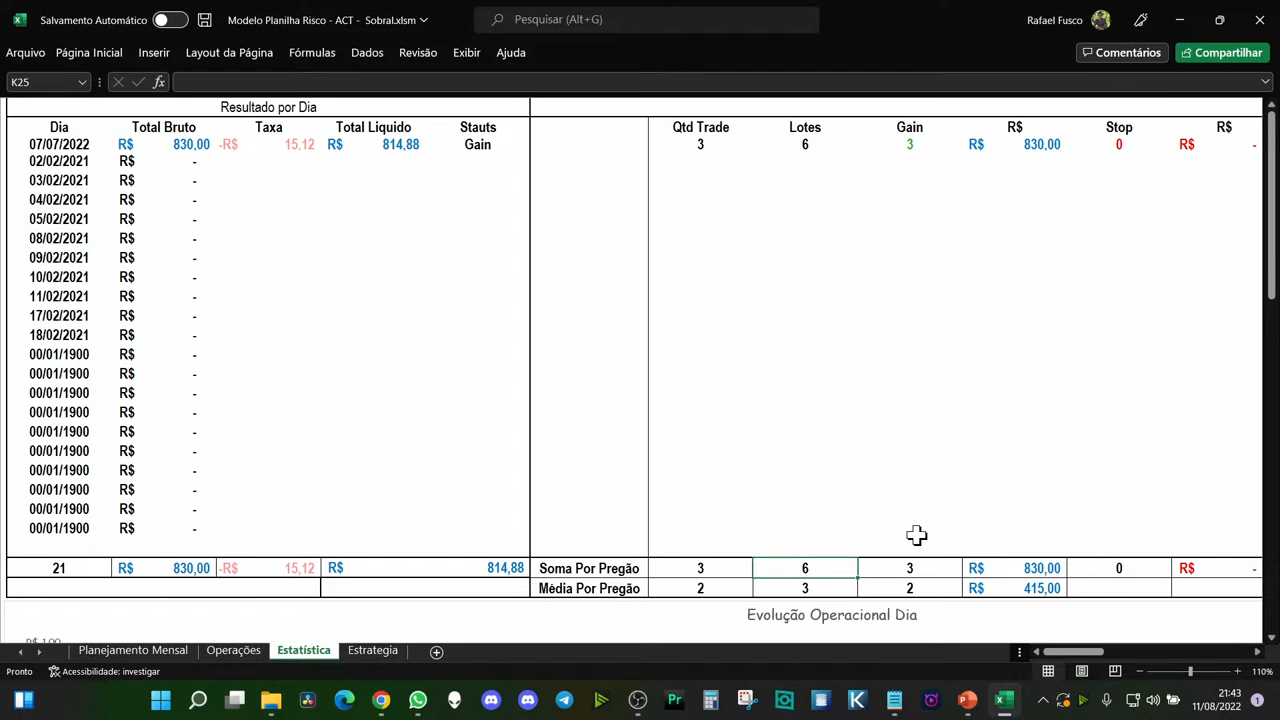 Salvamento Automático
Modelo Planilha Risco - ACT - Sobral.xlsm
Pesquisar (Alt+G)
Rafael Fusco
Arquivo Página Inicial Inserir Layout da Página Fórmulas Dados Revisão Exibir Ajuda
Comentários
Compartilhar
K25
fx
Resultado por Dia
Dia Total Bruto Taxa Total Liquido Stauts Qtd Trade Lotes Gain R$ Stop R$
07/07/2022 R$ 830,00 -R$ 15,12 R$ 814,88 Gain 3 6 3 R$ 830,00 0 R$ -
02/02/2021 R$ -
03/02/2021 R$ -
04/02/2021 R$ -
05/02/2021 R$ -
08/02/2021 R$ -
09/02/2021 R$ -
10/02/2021 R$ -
11/02/2021 R$ -
17/02/2021 R$ -
18/02/2021 R$ -
00/01/1900 R$ -
00/01/1900 R$ -
00/01/1900 R$ -
00/01/1900 R$ -
00/01/1900 R$ -
00/01/1900 R$ -
00/01/1900 R$ -
00/01/1900 R$ -
00/01/1900 R$ -
00/01/1900 R$ -
21 R$ 830,00 -R$ 15,12 R$ 814,88 Soma Por Pregão 3 6 3 R$ 830,00 0 R$ -
Média Por Pregão 2 3 2 R$ 415,00
Evolução Operacional Dia
Planejamento Mensal Operações Estatística Estrategia
Pronto Acessibilidade: investigar
110%
21:43
11/08/2022
1